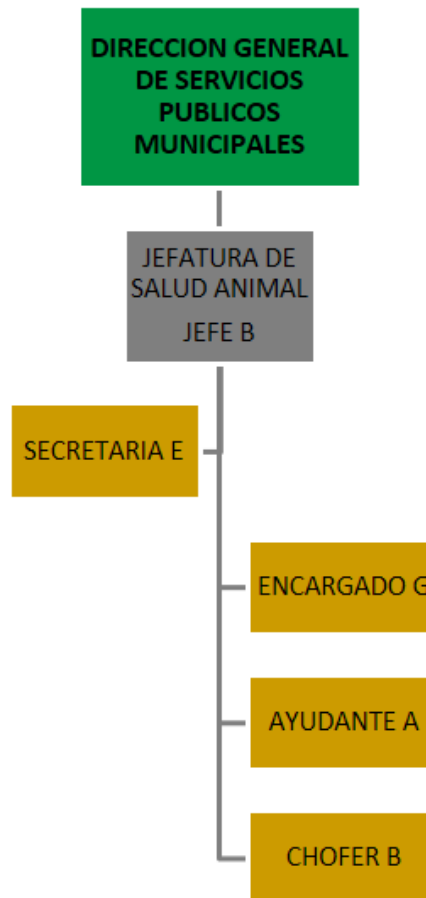 DIRECCION GENERAL
DE SERVICIOS
PUBLICOS
MUNICIPALES
JEFATURA DE
SALUD ANIMAL
JEFE B
SECRETARIA E
ENCARGADO G
AYUDANTE A
CHOFER B